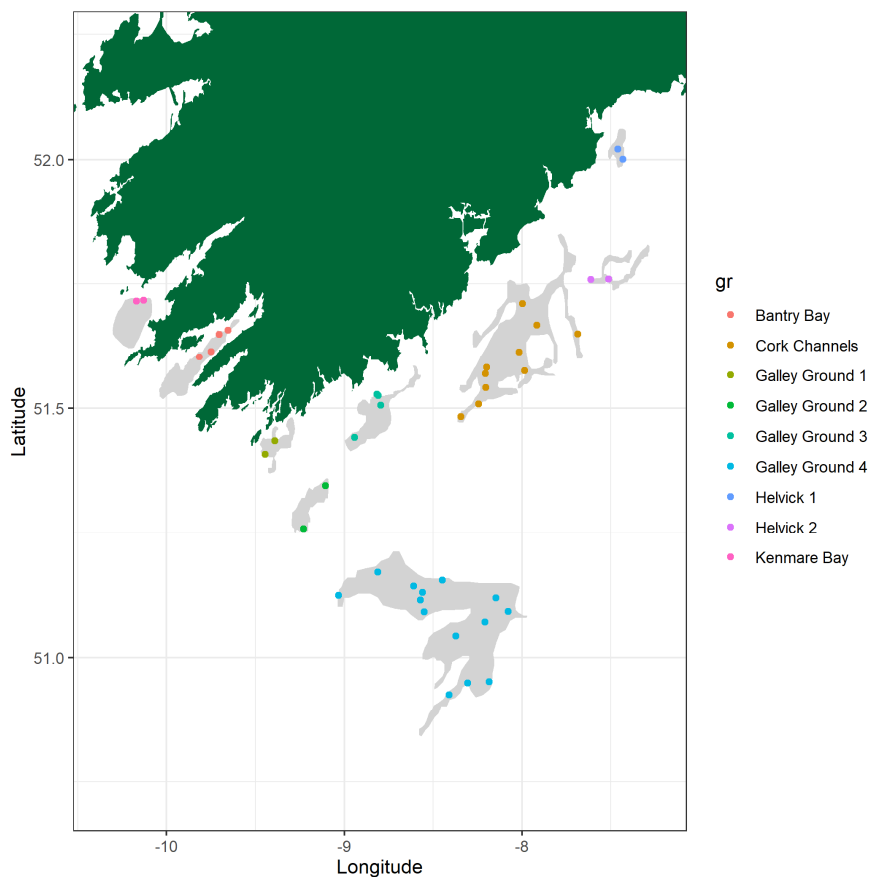 52.0
51.5
51.0
Latitude
-10
-9
-8
Longitude
gr
Bantry Bay
Cork Channels
Galley Ground 1
Galley Ground 2
Galley Ground 3
Galley Ground 4
Helvick 1
Helvick 2
Kenmare Bay